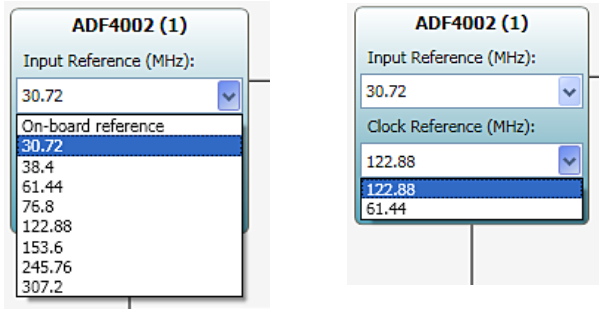 ADF4002 (1)
Input Reference (MHz):
30.72
On-board reference
30.72
38.4
61.44
76.8
122.88
153.6
245.76
307.2
ADF4002 (1)
Input Reference (MHz):
30.72
Clock Reference (MHz):
122.88
122.88
61.44